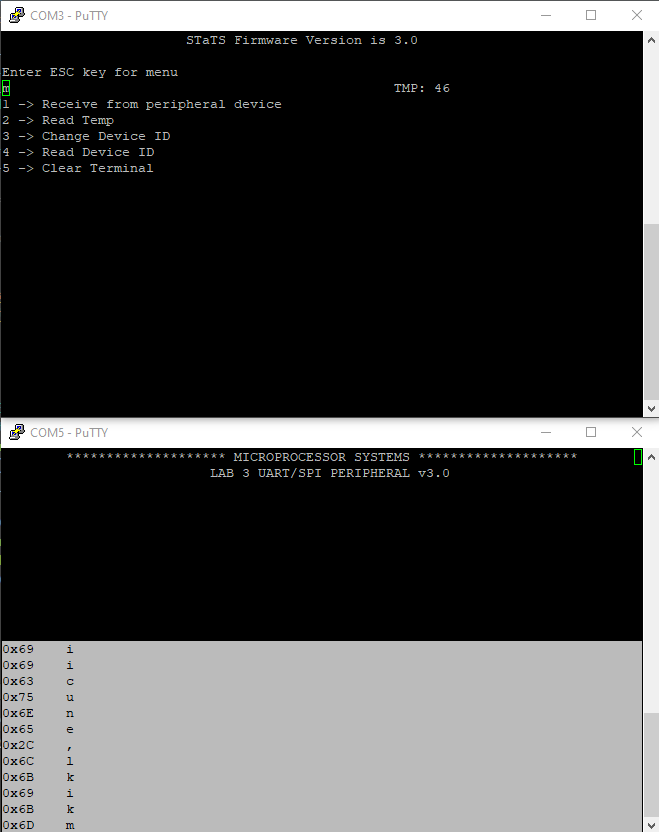 COM3 - PuTTY
STaTS Firmware Version is 3.0
Enter ESC key for menu
m TMP: 46
1 -> Receive from peripheral device
2 -> Read Temp
3 -> Change Device ID
4 -> Read Device ID
5 -> Clear Terminal
COM5 - PuTTY
******************** MICROPROCESSOR SYSTEMS ********************
LAB 3 UART/SPI PERIPHERAL v3.0
0x69 i
0x69 i
0x63 c
0x75 u
0x6E n
0x65 e
0x2C ,
0x6C l
0x6B k
0x69 i
0x6B k
0x6D m